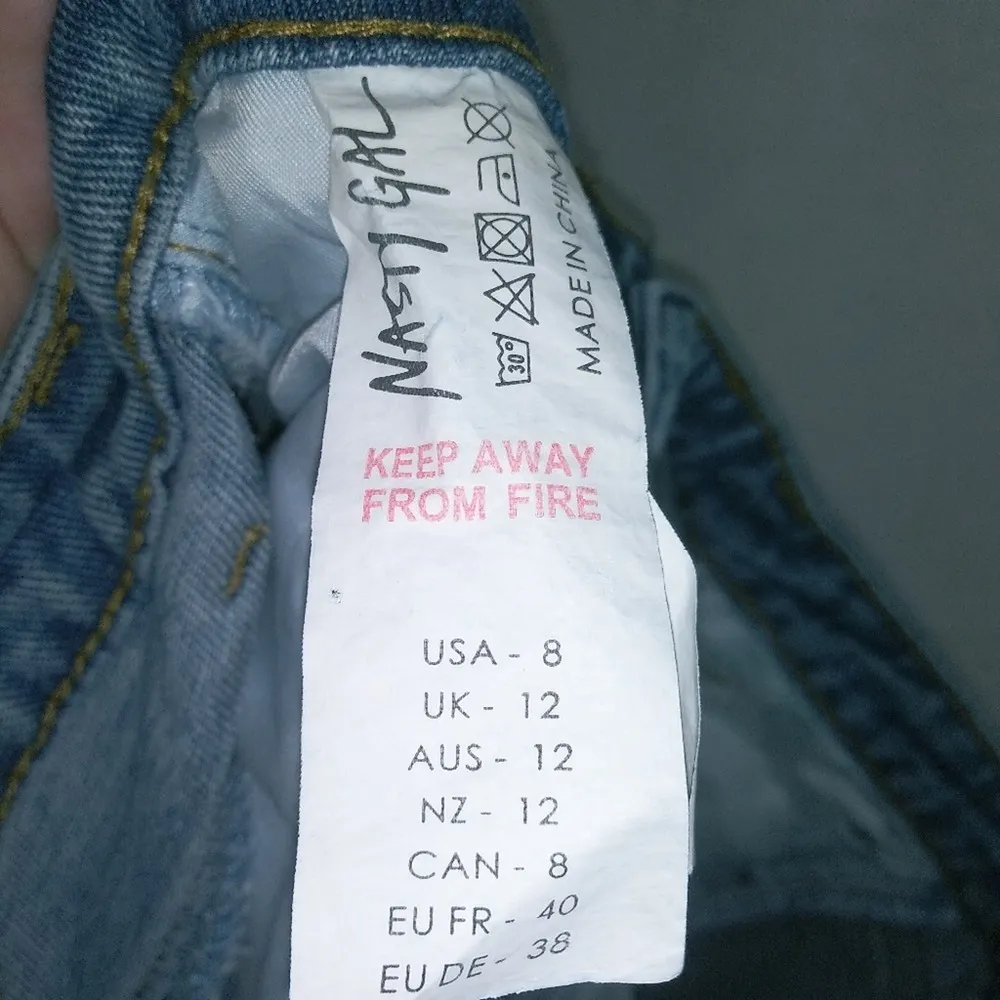 NASTY GAL
30°
MADE IN CHINA
KEEP AWAY
FROM FIRE
USA - 8
UK - 12
AUS - 12
NZ - 12
CAN - 8
EU FR - 40
EU DE - 38